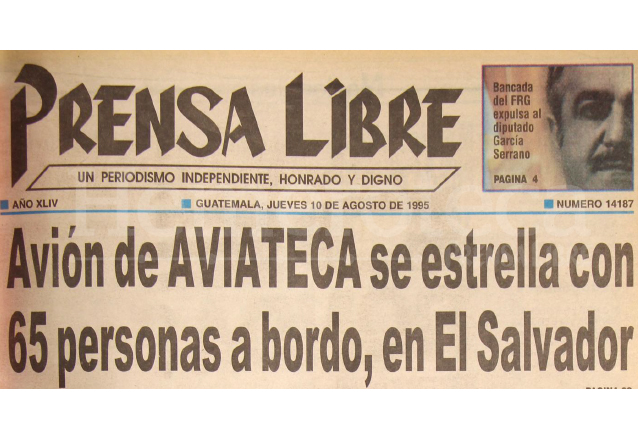 PRENSA LIBRE
UN PERIODISMO INDEPENDIENTE, HONRADO Y DIGNO
Bancada
del FRG
expulsa al
diputado
García
Serrano
PAGINA 4
AÑO XLIV
GUATEMALA, JUEVES 10 DE AGOSTO DE 1995
NUMERO 14187
Avión de AVIATECA se estrella con
65 personas a bordo, en El Salvador